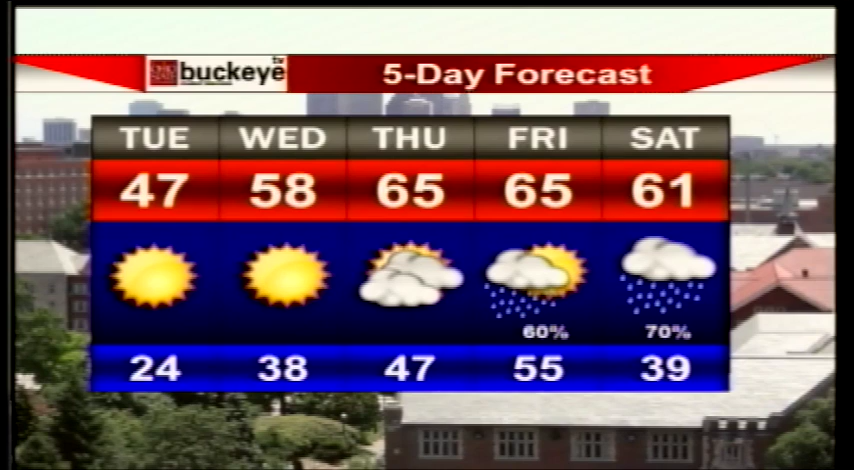 buckeye tv
5-Day Forecast
TUE WED THU FRI SAT
47 58 65 65 61
60% 70%
24 38 47 55 39